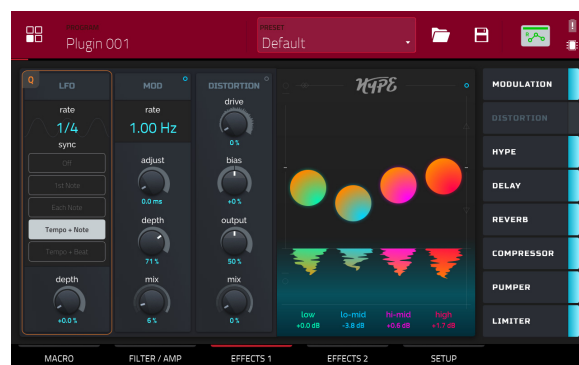 PROGRAM
Plugin 001
PRESET
Default
Q
LFO
rate
1/4
sync
Off
1st Note
Each Note
Tempo + Note
Tempo + Beat
depth
+0.0 %
MOD
rate
1.00 Hz
adjust
0.0 ms
depth
71 %
mix
6 %
DISTORTION
drive
0 %
bias
+0 %
output
50 %
mix
0 %
HYPE
low
+0.0 dB
lo-mid
-3.8 dB
hi-mid
+0.6 dB
high
+1.7 dB
MODULATION
DISTORTION
HYPE
DELAY
REVERB
COMPRESSOR
PUMPER
LIMITER
MACRO
FILTER / AMP
EFFECTS 1
EFFECTS 2
SETUP